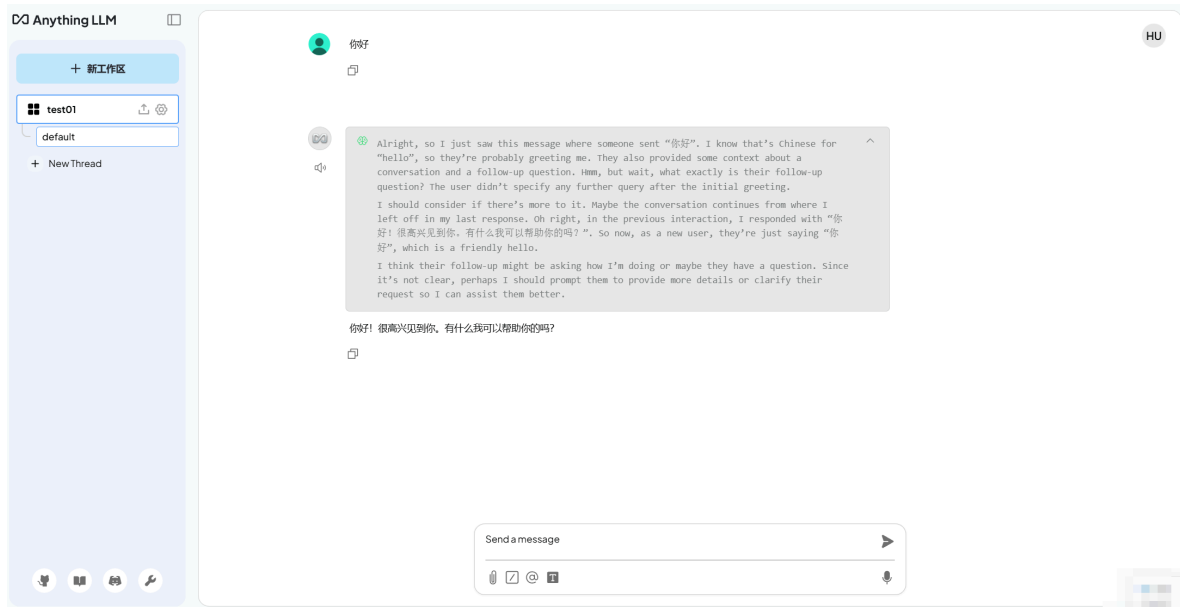 Anything LLM
HU
新工作区
test01
default
New Thread
你好
Alright, so I just saw this message where someone sent “你好”. I know that’s Chinese for
“hello”, so they’re probably greeting me. They also provided some context about a
conversation and a follow-up question. Hmm, but wait, what exactly is their follow-up
question? The user didn’t specify any further query after the initial greeting.
I should consider if there’s more to it. Maybe the conversation continues from where I
left off in my last response. Oh right, in the previous interaction, I responded with “你
好！很高兴见到你。有什么我可以帮助你的吗？”. So now, as a new user, they’re just saying “你
好”, which is a friendly hello.
I think their follow-up might be asking how I’m doing or maybe they have a question. Since
it’s not clear, perhaps I should prompt them to provide more details or clarify their
request so I can assist them better.
你好！很高兴见到你。有什么我可以帮助你的吗？
Send a message